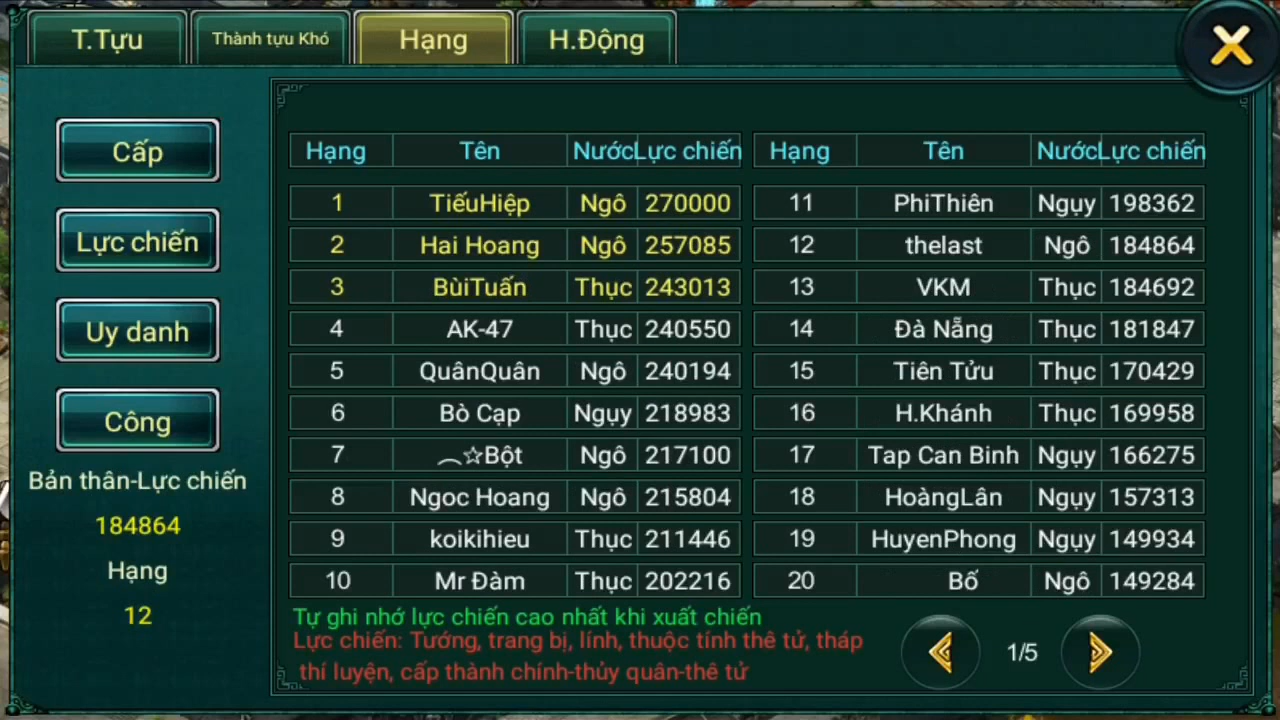 T.Tựu Thành tựu Khó Hạng H.Động
Cấp
Lực chiến
Uy danh
Công
Bản thân-Lực chiến
184864
Hạng
12
Hạng Tên Nước Lực chiến Hạng Tên Nước Lực chiến
1 TiếuHiệp Ngô 270000 11 PhiThiên Ngụy 198362
2 Hai Hoang Ngô 257085 12 thelast Ngô 184864
3 BùiTuấn Thục 243013 13 VKM Thục 184692
4 AK-47 Thục 240550 14 Đà Nẵng Thục 181847
5 QuânQuân Ngô 240194 15 Tiên Tửu Thục 170429
6 Bò Cạp Ngụy 218983 16 H.Khánh Thục 169958
7 ︵☆Bột Ngô 217100 17 Tap Can Binh Ngụy 166275
8 Ngoc Hoang Ngô 215804 18 HoàngLân Ngụy 157313
9 koikihieu Thục 211446 19 HuyenPhong Ngụy 149934
10 Mr Đàm Thục 202216 20 Bố Ngô 149284
Tự ghi nhớ lực chiến cao nhất khi xuất chiến
Lực chiến: Tướng, trang bị, lính, thuộc tính thê tử, tháp
thí luyện, cấp thành chính-thủy quân-thê tử
1/5